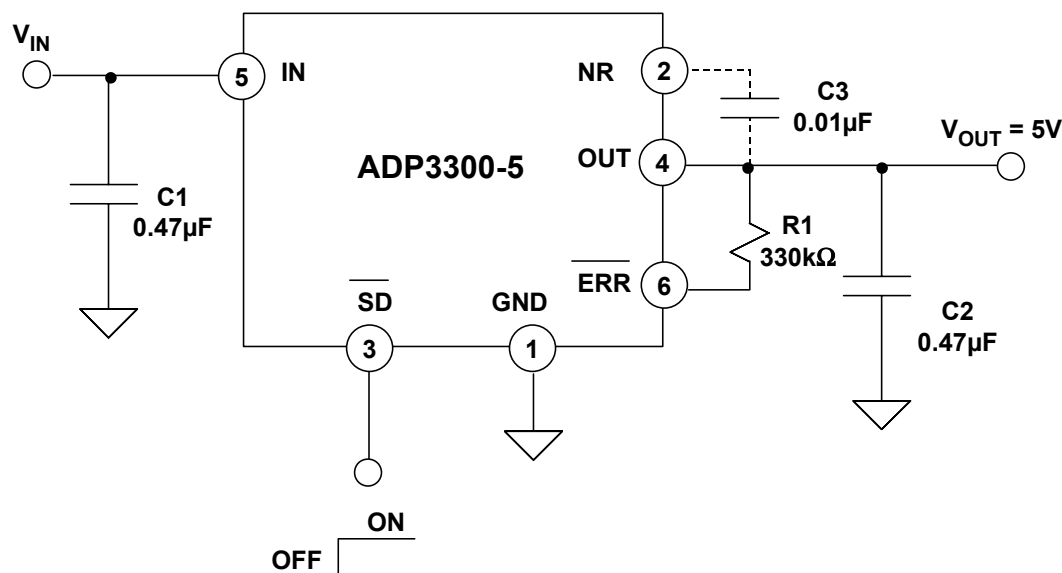 VIN
5
IN
NR
2
C3
0.01µF
VOUT = 5V
ADP3300-5
OUT
4
C1
0.47µF
R1
330kΩ
ERR
6
SD
GND
C2
0.47µF
3
1
ON
OFF